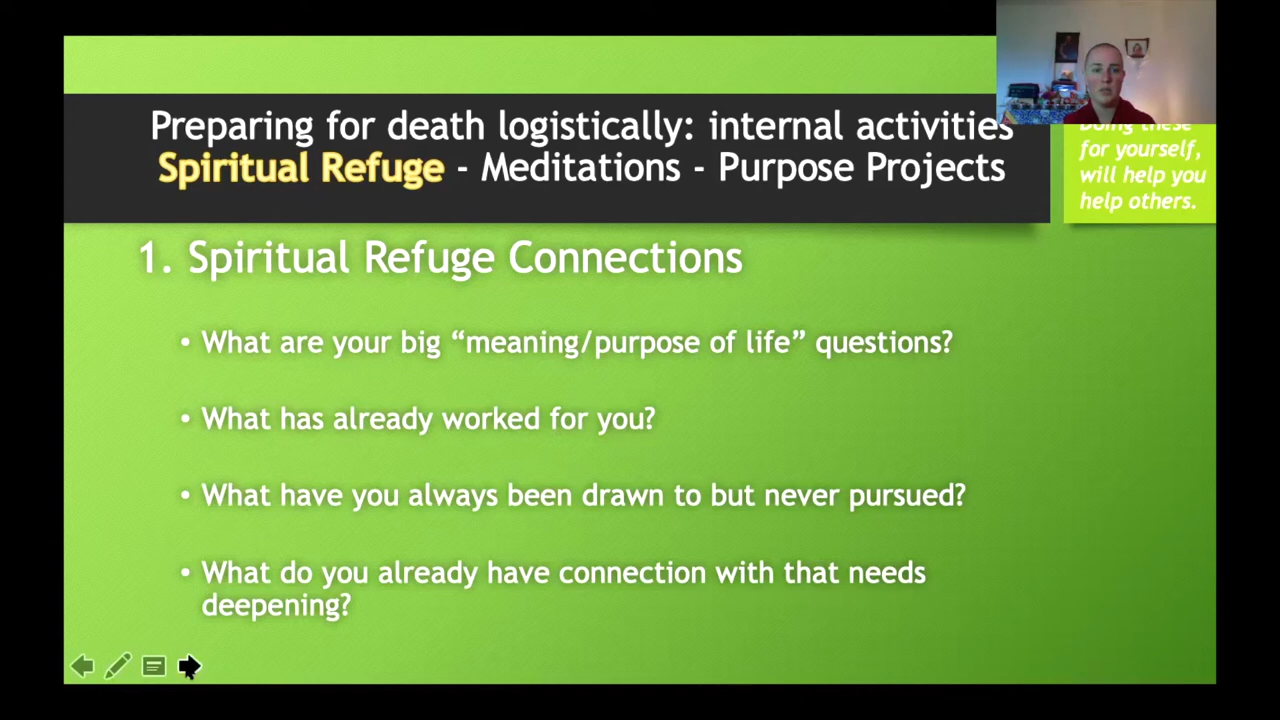 Preparing for death logistically: internal activities
Spiritual Refuge - Meditations - Purpose Projects
Doing these
for yourself,
will help you
help others.
1. Spiritual Refuge Connections
• What are your big “meaning/purpose of life” questions?
• What has already worked for you?
• What have you always been drawn to but never pursued?
• What do you already have connection with that needs
deepening?